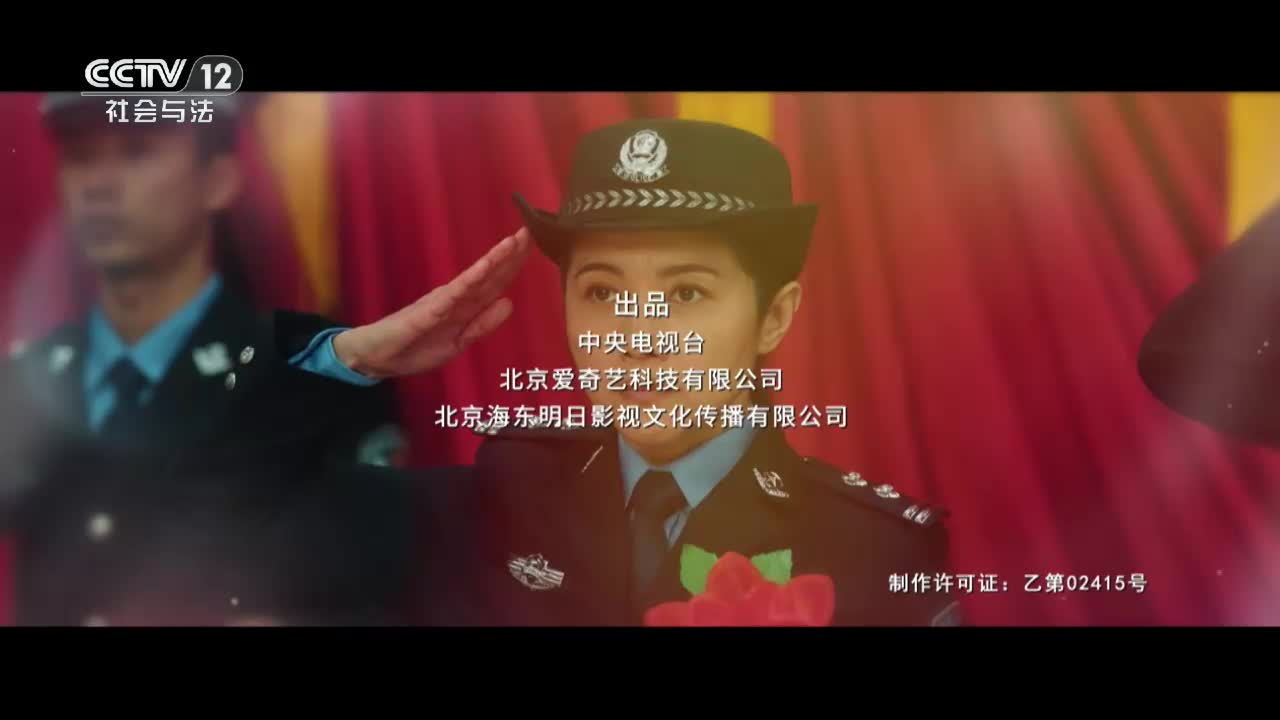 CCTV 12
社会与法
出品
中央电视台
北京爱奇艺科技有限公司
北京海东明日影视文化传播有限公司
制作许可证：乙第02415号